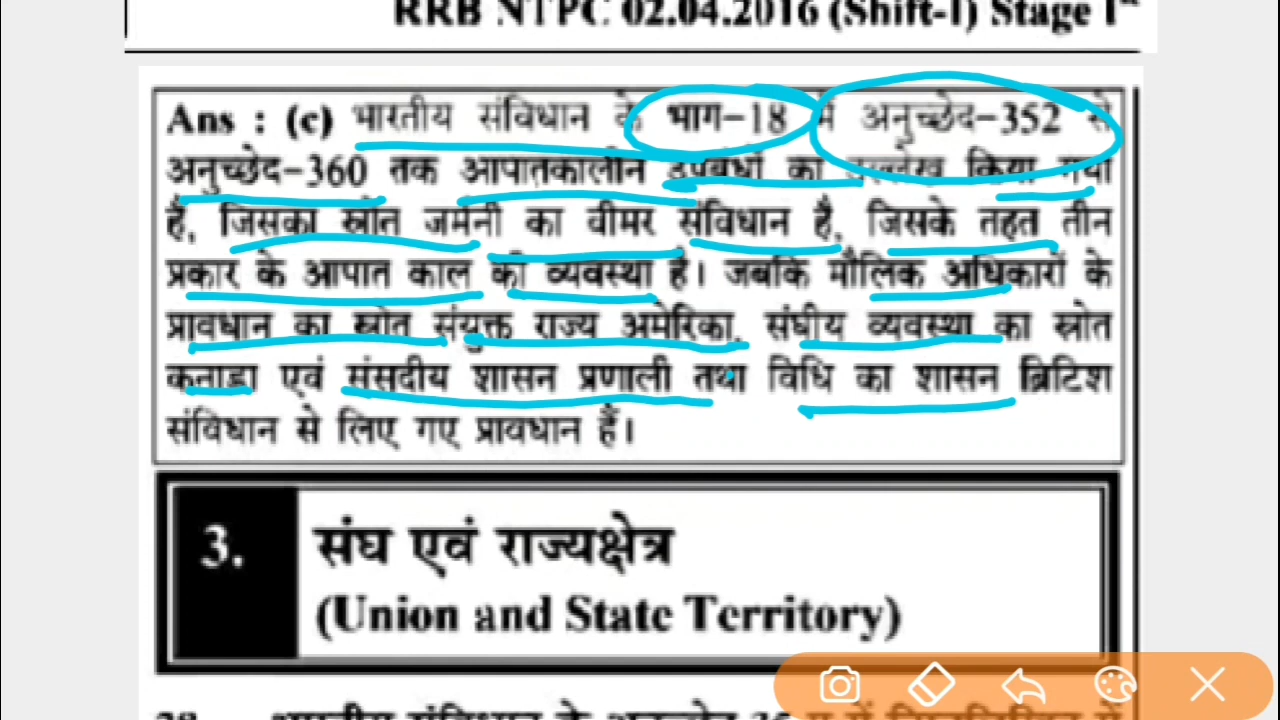 RRB NTPC 02.04.2016 (Shift-I) Stage Iˢᵗ
Ans : (c) भारतीय संविधान के भाग-18 में अनुच्छेद-352 से
अनुच्छेद-360 तक आपातकालीन उपबंधों का उल्लेख किया गया
है, जिसका स्रोत जर्मनी का वीमर संविधान है, जिसके तहत तीन
प्रकार के आपात काल की व्यवस्था है। जबकि मौलिक अधिकारों के
प्रावधान का स्रोत संयुक्त राज्य अमेरिका, संघीय व्यवस्था का स्रोत
कनाडा एवं संसदीय शासन प्रणाली तथा विधि का शासन ब्रिटिश
संविधान से लिए गए प्रावधान हैं।
3. संघ एवं राज्यक्षेत्र
(Union and State Territory)
भारतीय संविधान के अनुच्छेद